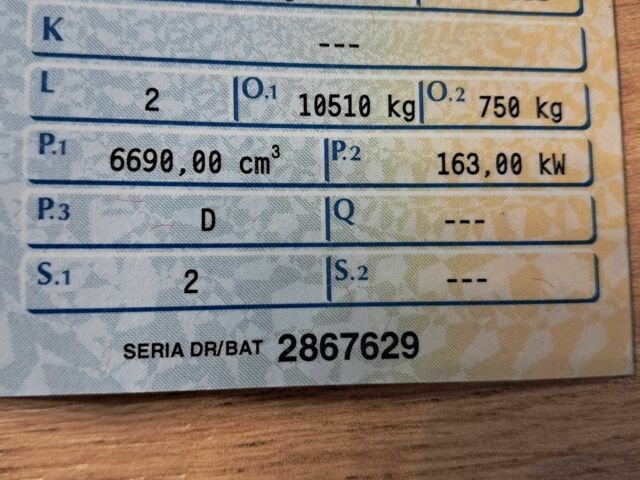 K ---
L 2 O.1 10510 kg O.2 750 kg
P.1 6690,00 cm³ P.2 163,00 kW
P.3 D Q ---
S.1 2 S.2 ---
SERIA DR/BAT 2867629